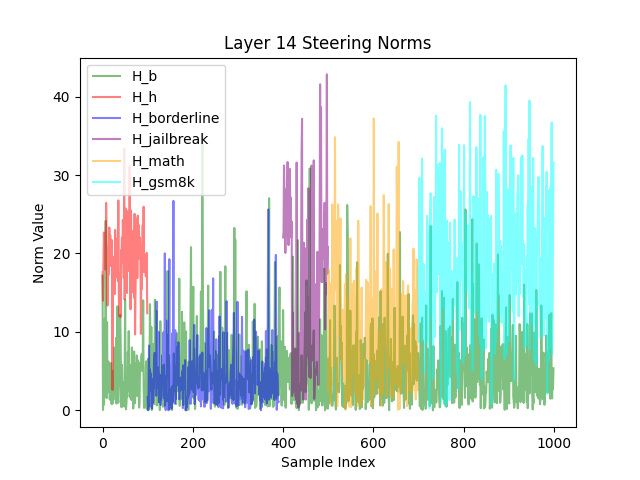 Layer 14 Steering Norms
H_b
H_h
H_borderline
H_jailbreak
H_math
H_gsm8k
40
30
20
10
0
Norm Value
0
200
400
600
800
1000
Sample Index